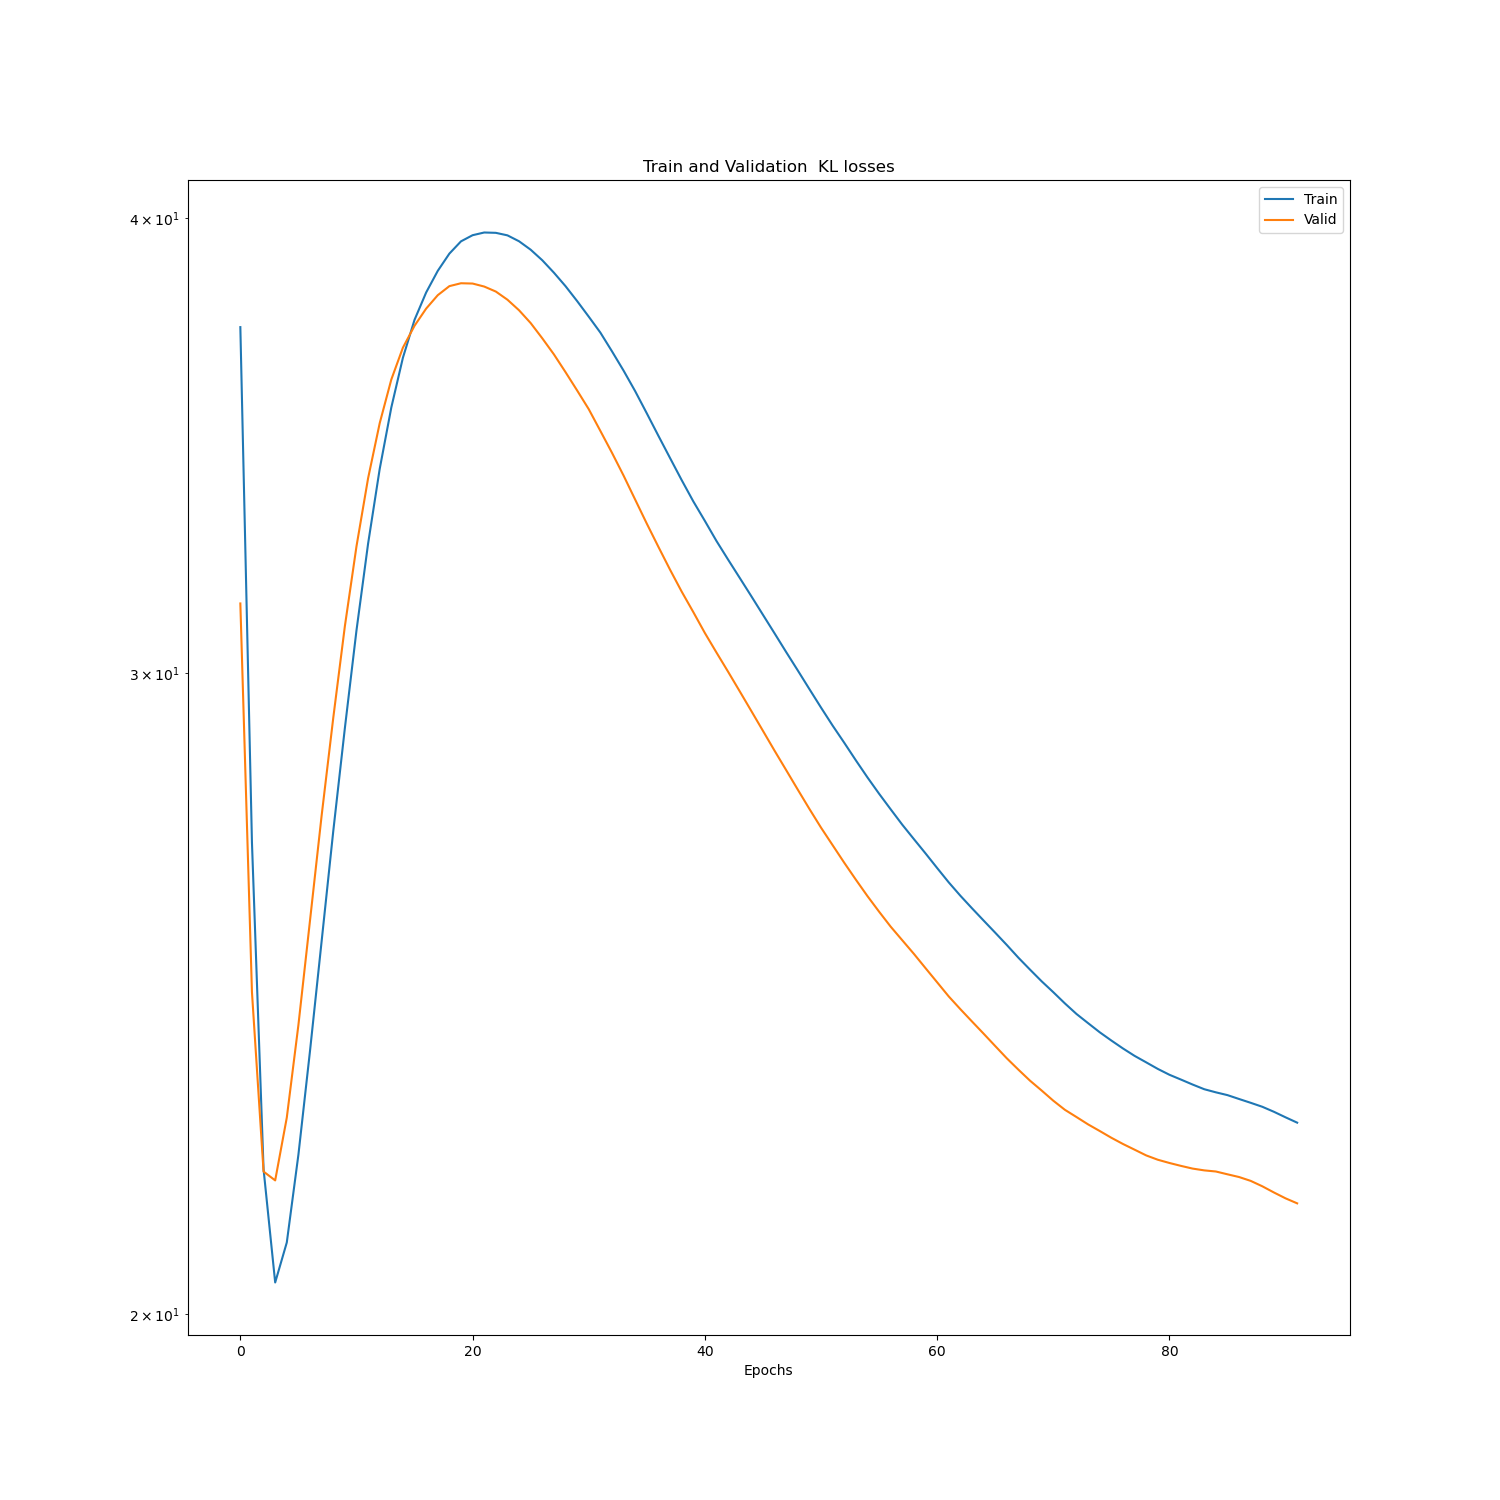 Train and Validation  KL losses
Train
Valid
4 × 10¹
3 × 10¹
2 × 10¹
0 20 40 60 80
Epochs